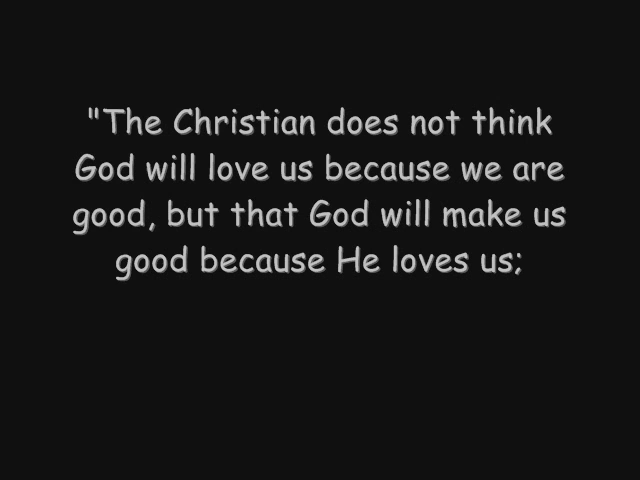 "The Christian does not think
God will love us because we are
good, but that God will make us
good because He loves us;